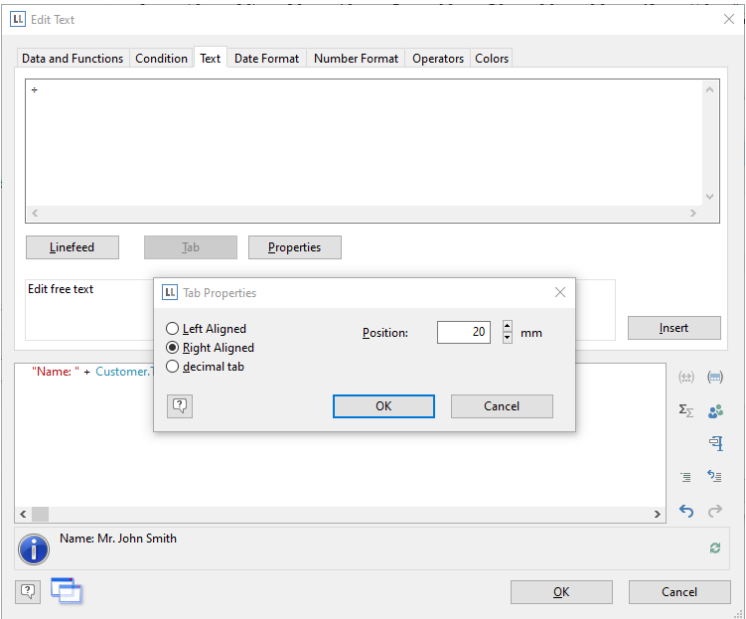 LL Edit Text
Data and Functions Condition Text Date Format Number Format Operators Colors
÷
Linefeed Tab Properties
Edit free text
LL Tab Properties
Left Aligned
Position: 20 mm
Right Aligned
decimal tab
OK Cancel
Insert
"Name: " + Customer.
Name: Mr. John Smith
OK Cancel